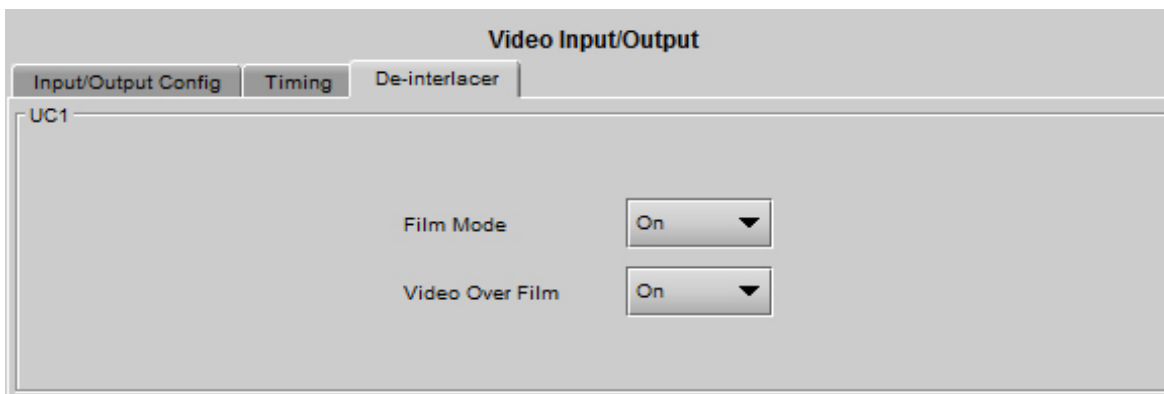 Video Input/Output
Input/Output Config Timing De-interlacer
UC1
Film Mode On
Video Over Film On